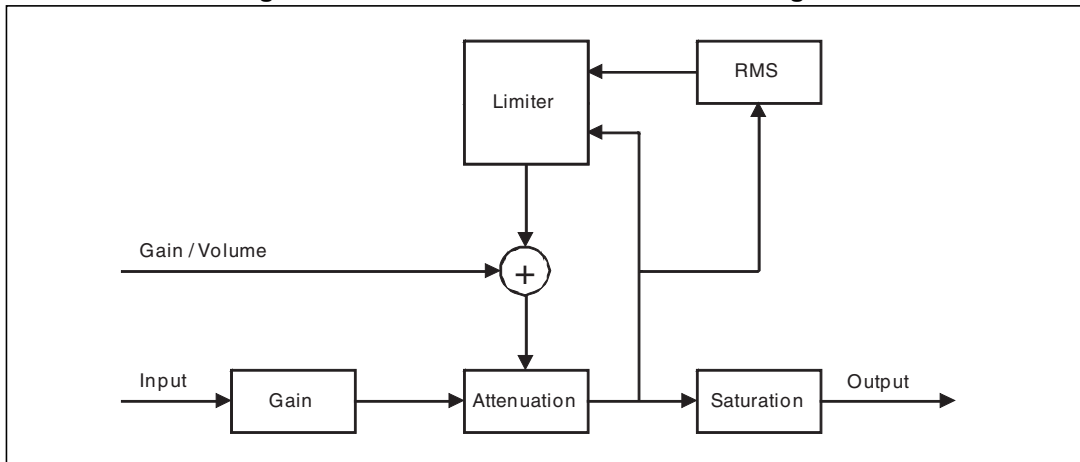 RMS
Limiter
Gain / Volume
+
Input
Gain
Attenuation
Saturation
Output